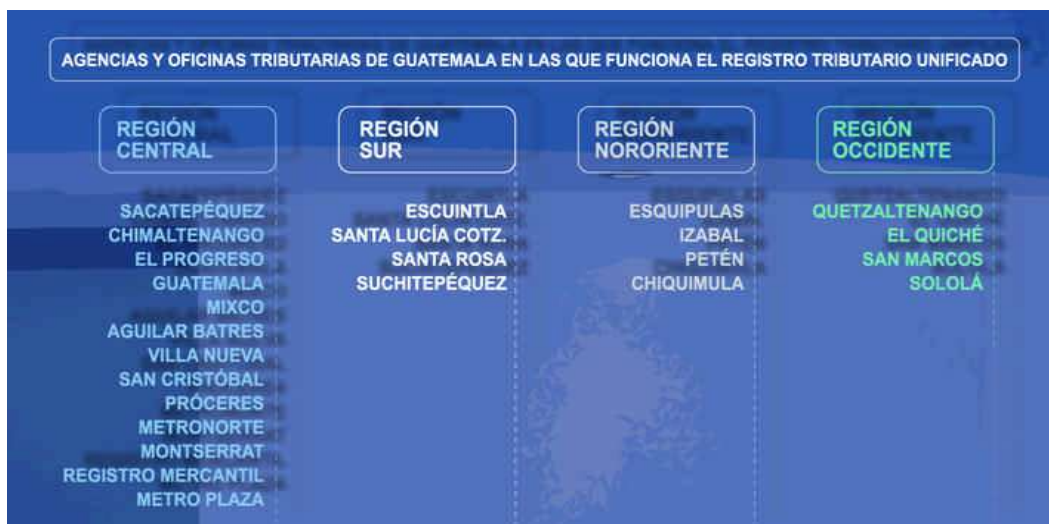 AGENCIAS Y OFICINAS TRIBUTARIAS DE GUATEMALA EN LAS QUE FUNCIONA EL REGISTRO TRIBUTARIO UNIFICADO
REGIÓN
CENTRAL
SACATEPÉQUEZ
CHIMALTENANGO
EL PROGRESO
GUATEMALA
MIXCO
AGUILAR BATRES
VILLA NUEVA
SAN CRISTÓBAL
PRÓCERES
METRONORTE
MONTSERRAT
REGISTRO MERCANTIL
METRO PLAZA
REGIÓN
SUR
ESCUINTLA
SANTA LUCÍA COTZ.
SANTA ROSA
SUCHITEPÉQUEZ
REGIÓN
NORORIENTE
ESQUIPULAS
IZABAL
PETÉN
CHIQUIMULA
REGIÓN
OCCIDENTE
QUETZALTENANGO
EL QUICHÉ
SAN MARCOS
SOLOLÁ